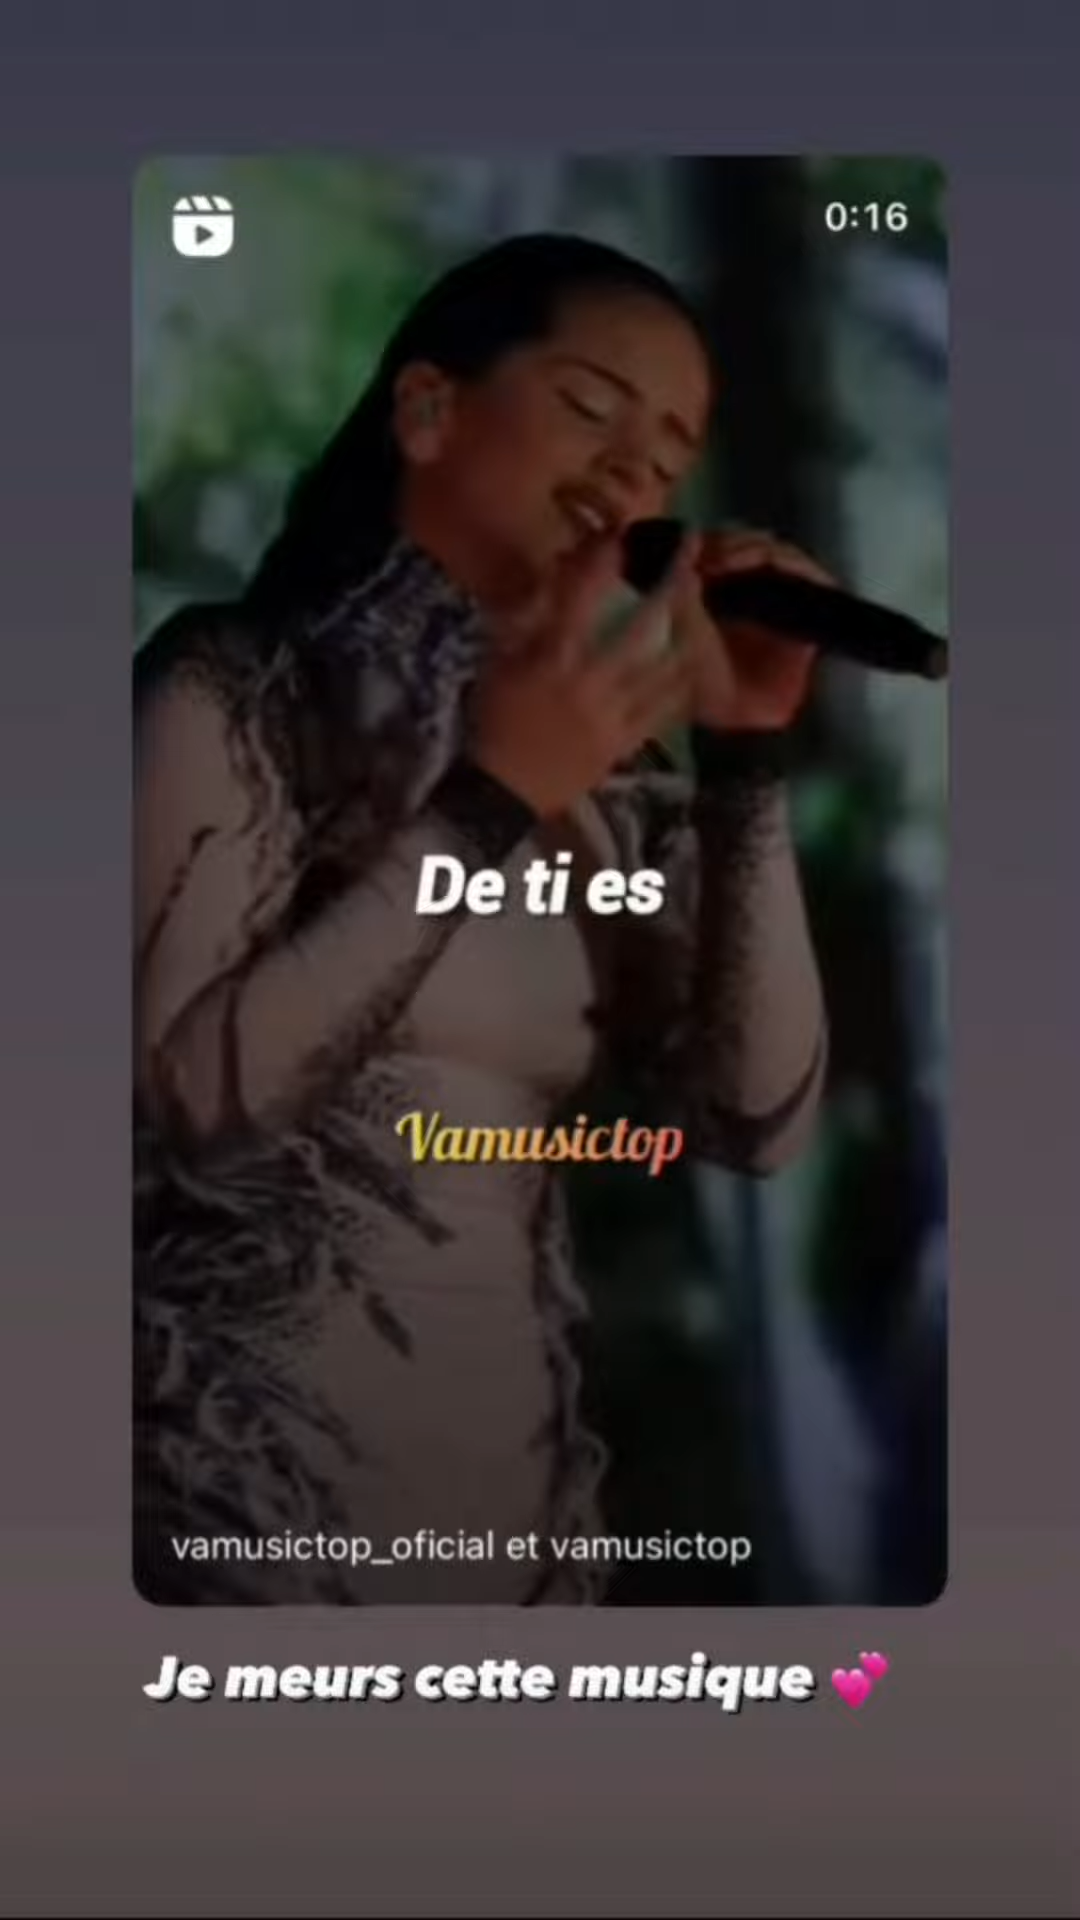 0:16
De ti es
Vamusictop
vamusictop_oficial et vamusictop
Je meurs cette musique 💕